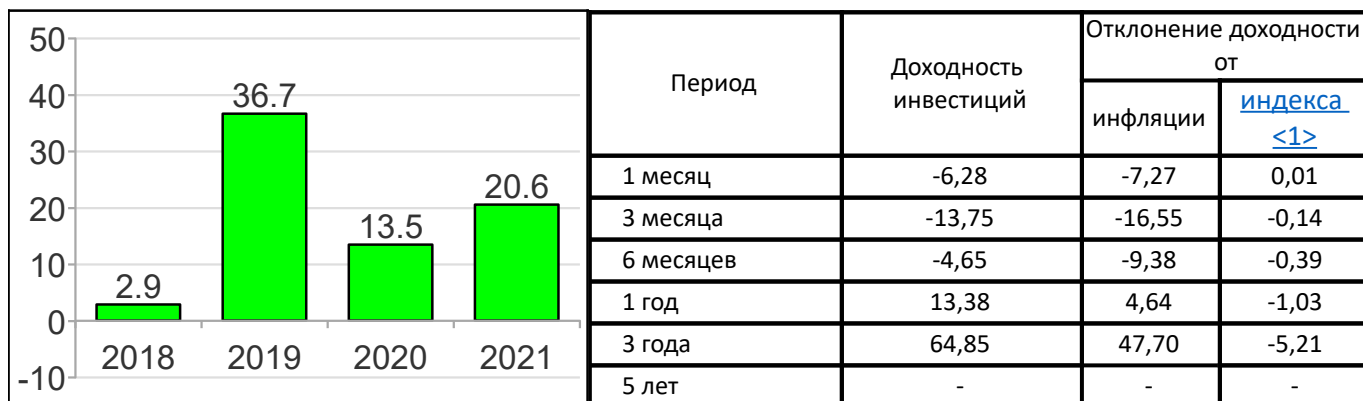 50
40
30
20
10
0
-10
2.9
36.7
13.5
20.6
2018 2019 2020 2021
Период
Доходность
инвестиций
Отклонение доходности
от
инфляции
индекса
<1>
1 месяц -6,28 -7,27 0,01
3 месяца -13,75 -16,55 -0,14
6 месяцев -4,65 -9,38 -0,39
1 год 13,38 4,64 -1,03
3 года 64,85 47,70 -5,21
5 лет - - -